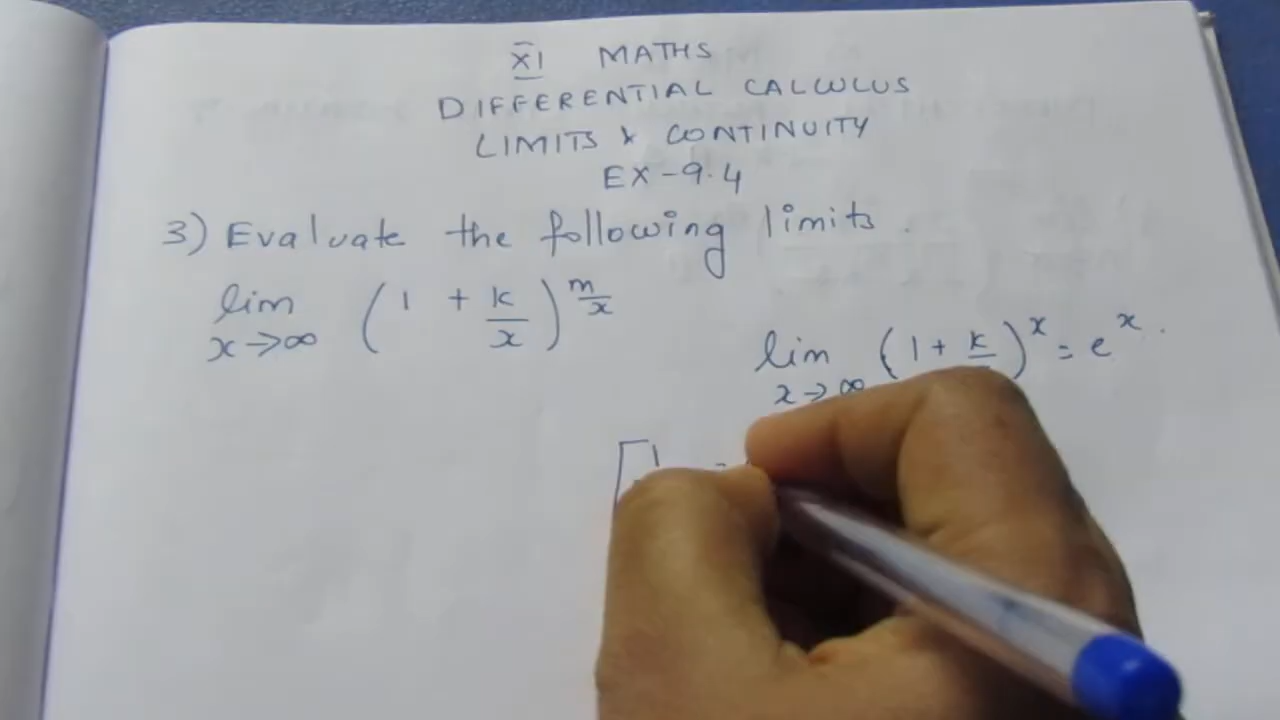 XI MATHS
DIFFERENTIAL CALCULUS
LIMITS & CONTINUITY
EX-9.4
3) Evaluate the following limits.
lim x→∞ (1 + k/x)^m/x
lim x→∞ (1 + k/ )^x = e^x.